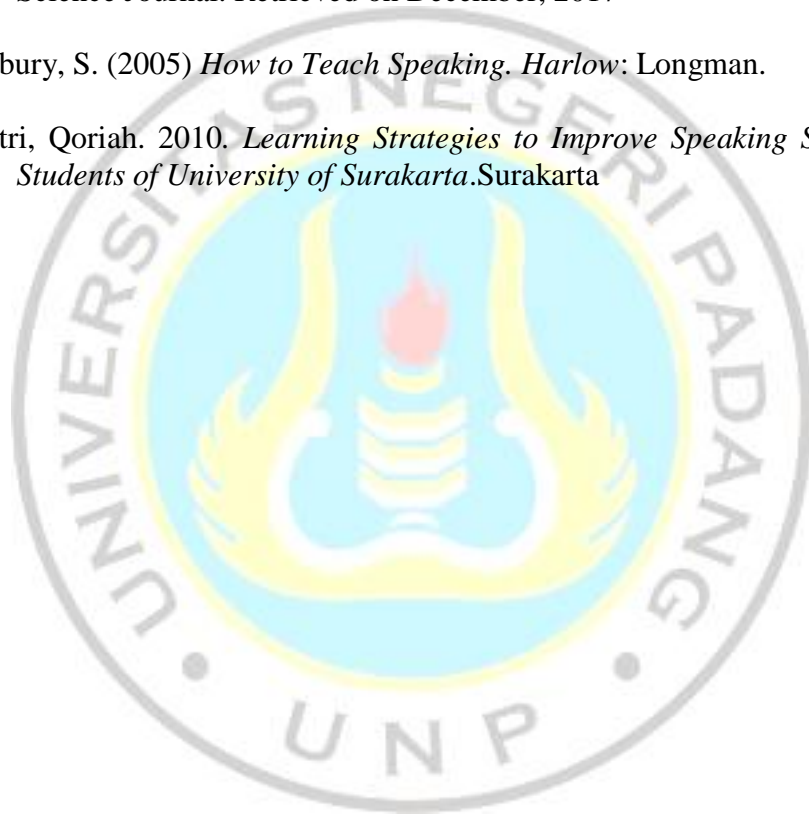 Science Journal. Retrieved on December, 2017
bury, S. (2005) How to Teach Speaking. Harlow: Longman.
tri, Qoriah. 2010. Learning Strategies to Improve Speaking S
Students of University of Surakarta.Surakarta
UNIVERSITAS NEGERI PADANG
UNP